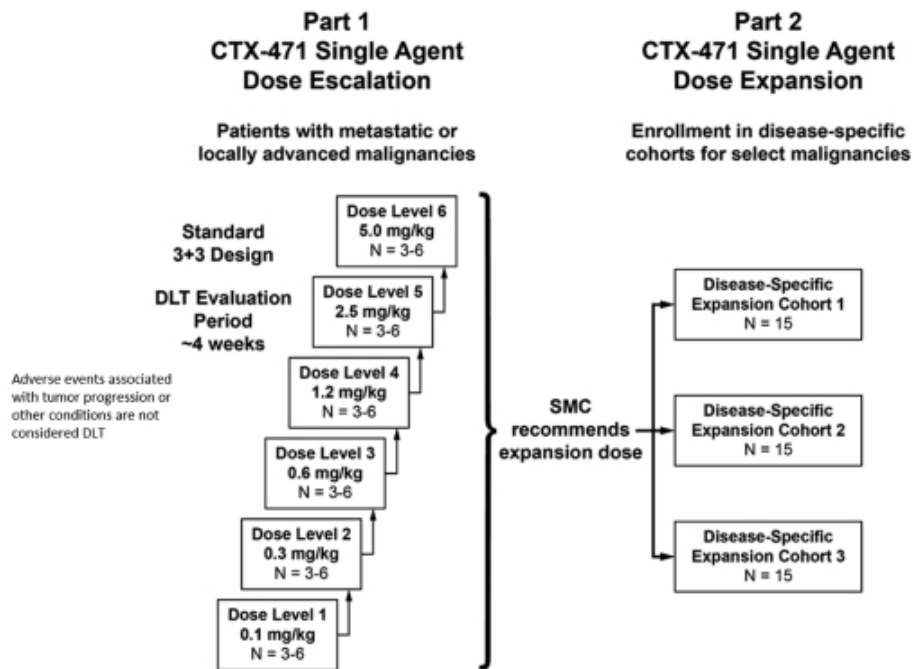 Part 1
CTX-471 Single Agent
Dose Escalation
Patients with metastatic or
locally advanced malignancies
Standard
3+3 Design
DLT Evaluation
Period
~4 weeks
Adverse events associated
with tumor progression or
other conditions are not
considered DLT
Dose Level 6
5.0 mg/kg
N = 3-6
Dose Level 5
2.5 mg/kg
N = 3-6
Dose Level 4
1.2 mg/kg
N = 3-6
Dose Level 3
0.6 mg/kg
N = 3-6
Dose Level 2
0.3 mg/kg
N = 3-6
Dose Level 1
0.1 mg/kg
N = 3-6
SMC
recommends
expansion dose
Part 2
CTX-471 Single Agent
Dose Expansion
Enrollment in disease-specific
cohorts for select malignancies
Disease-Specific
Expansion Cohort 1
N = 15
Disease-Specific
Expansion Cohort 2
N = 15
Disease-Specific
Expansion Cohort 3
N = 15